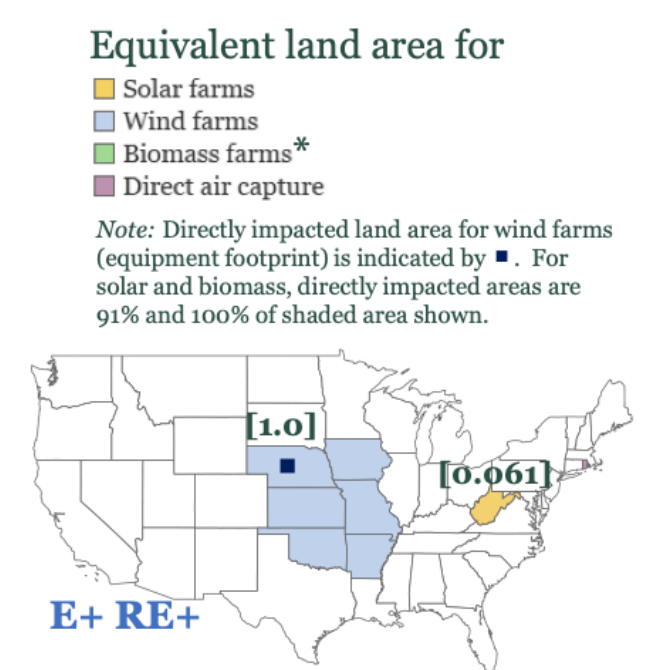 Equivalent land area for
Solar farms
Wind farms
Biomass farms*
Direct air capture
Note: Directly impacted land area for wind farms
(equipment footprint) is indicated by ■. For
solar and biomass, directly impacted areas are
91% and 100% of shaded area shown.
[1.0]
[0.061]
E+ RE+